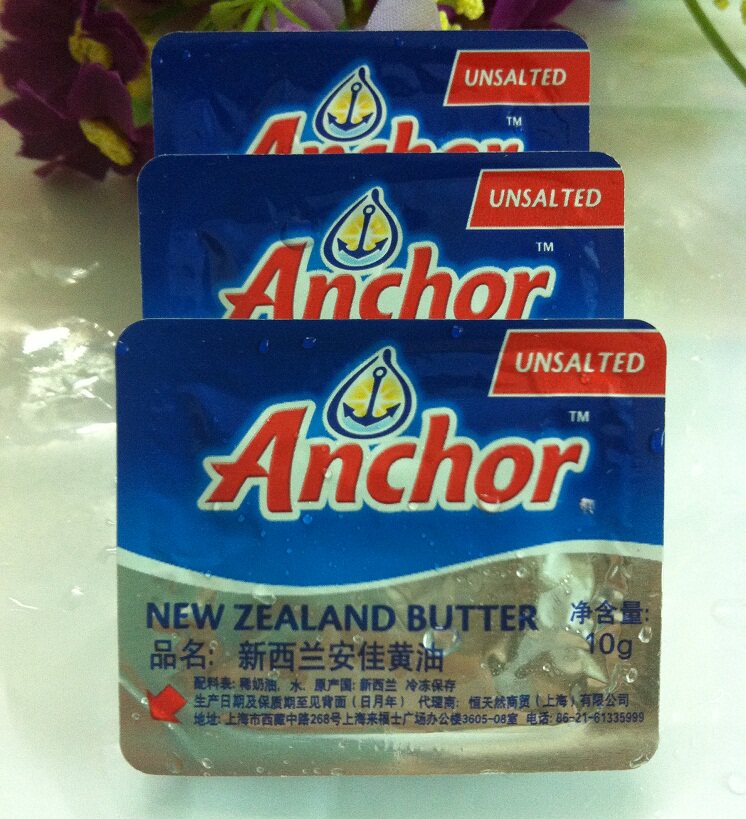 UNSALTED
TM
Anchor
UNSALTED
TM
Anchor
UNSALTED
TM
Anchor
NEW ZEALAND BUTTER
净含量:
10g
品名: 新西兰安佳黄油
配料表: 稀奶油, 水. 原产国: 新西兰 冷冻保存
生产日期及保质期至见背面 (日月年) 代理商: 恒天然商贸 (上海) 有限公司
地址: 上海市西藏中路268号上海来福士广场办公楼3605-08室 电话: 86-21-61335999